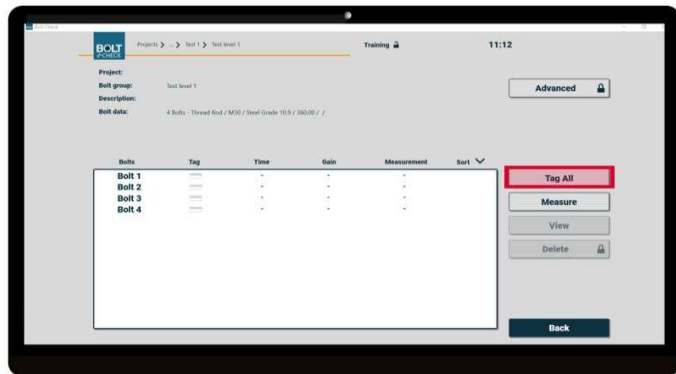 Bolt Check
BOLT
✓CHECK
Projects > ... > Test 1 > Test level 1
Training
11:12
Project:
Bolt group: Test level 1
Description:
Bolt data: 4 Bolts - Thread Rod / M30 / Steel Grade 10.9 / 360.00 / /
Advanced
Bolts Tag Time Gain Measurement Sort
Bolt 1 - - -
Bolt 2 - - -
Bolt 3 - - -
Bolt 4 - - -
Tag All
Measure
View
Delete
Back